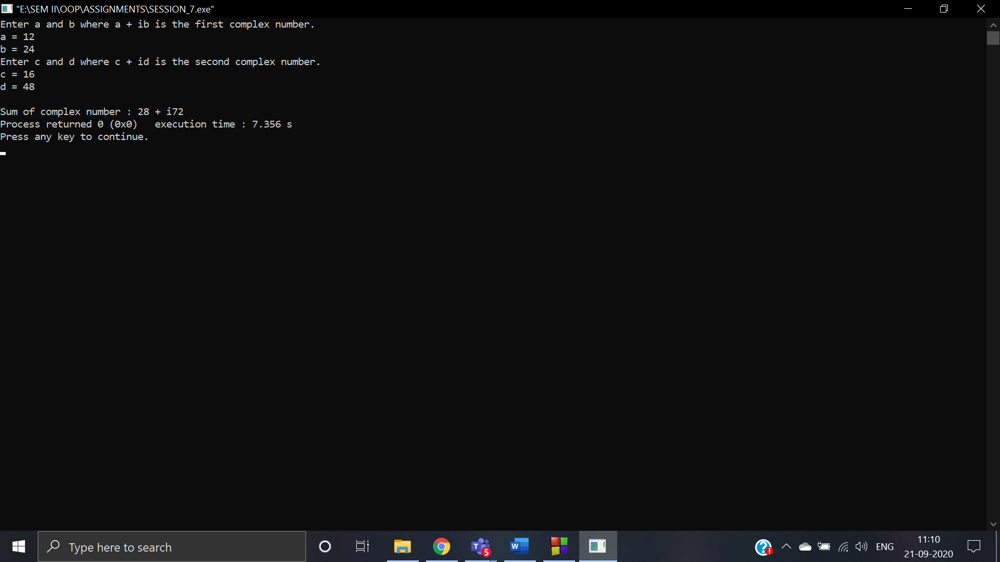 "E:\SEM II\OOP\ASSIGNMENTS\SESSION_7.exe"
Enter a and b where a + ib is the first complex number.
a = 12
b = 24
Enter c and d where c + id is the second complex number.
c = 16
d = 48
Sum of complex number : 28 + i72
Process returned 0 (0x0)   execution time : 7.356 s
Press any key to continue.
Type here to search
T
5
W
?
!
ENG
11:10
21-09-2020